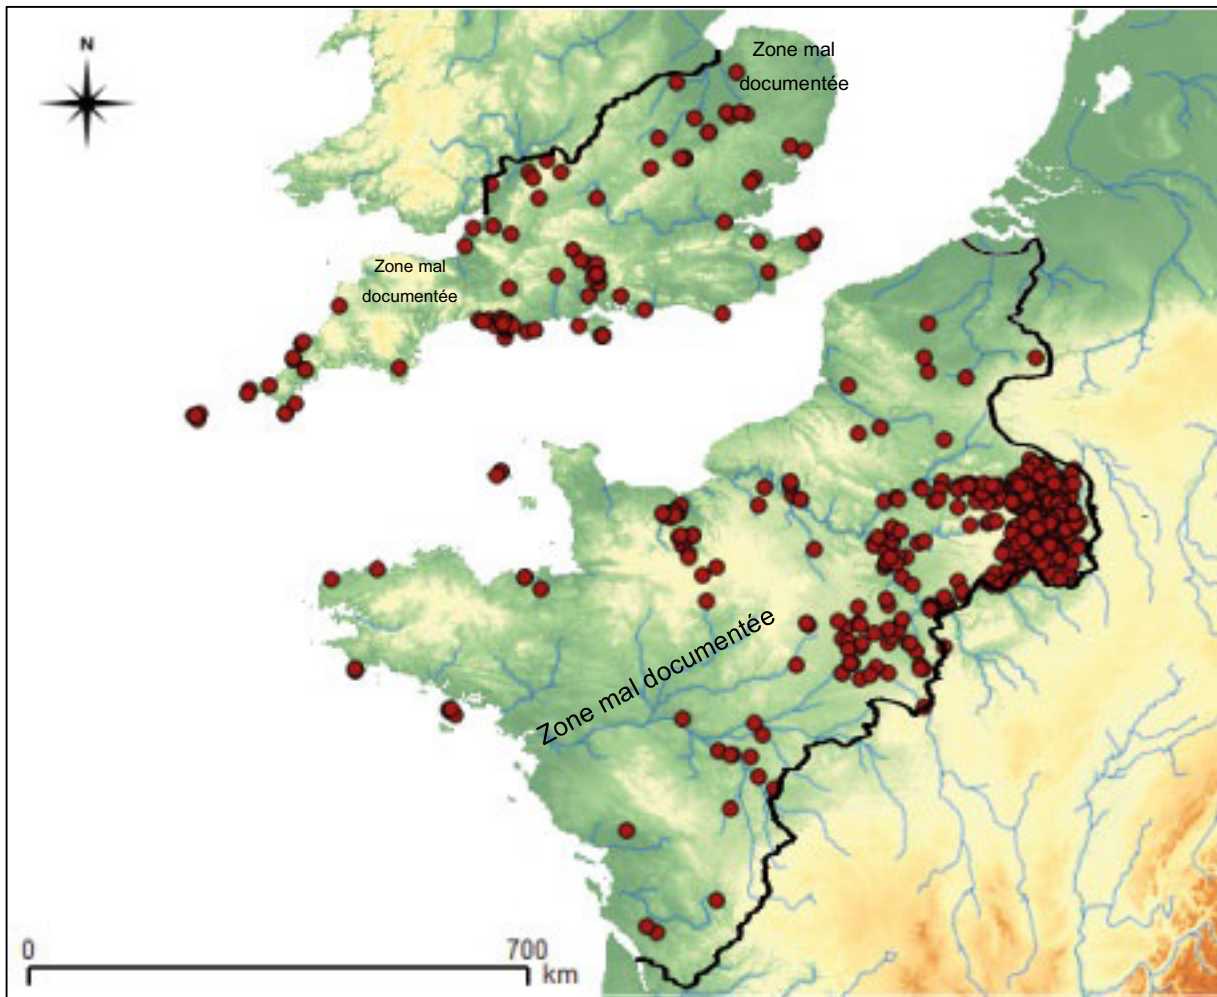 N
Zone mal
documentée
Zone mal
documentée
Zone mal documentée
0 700
km